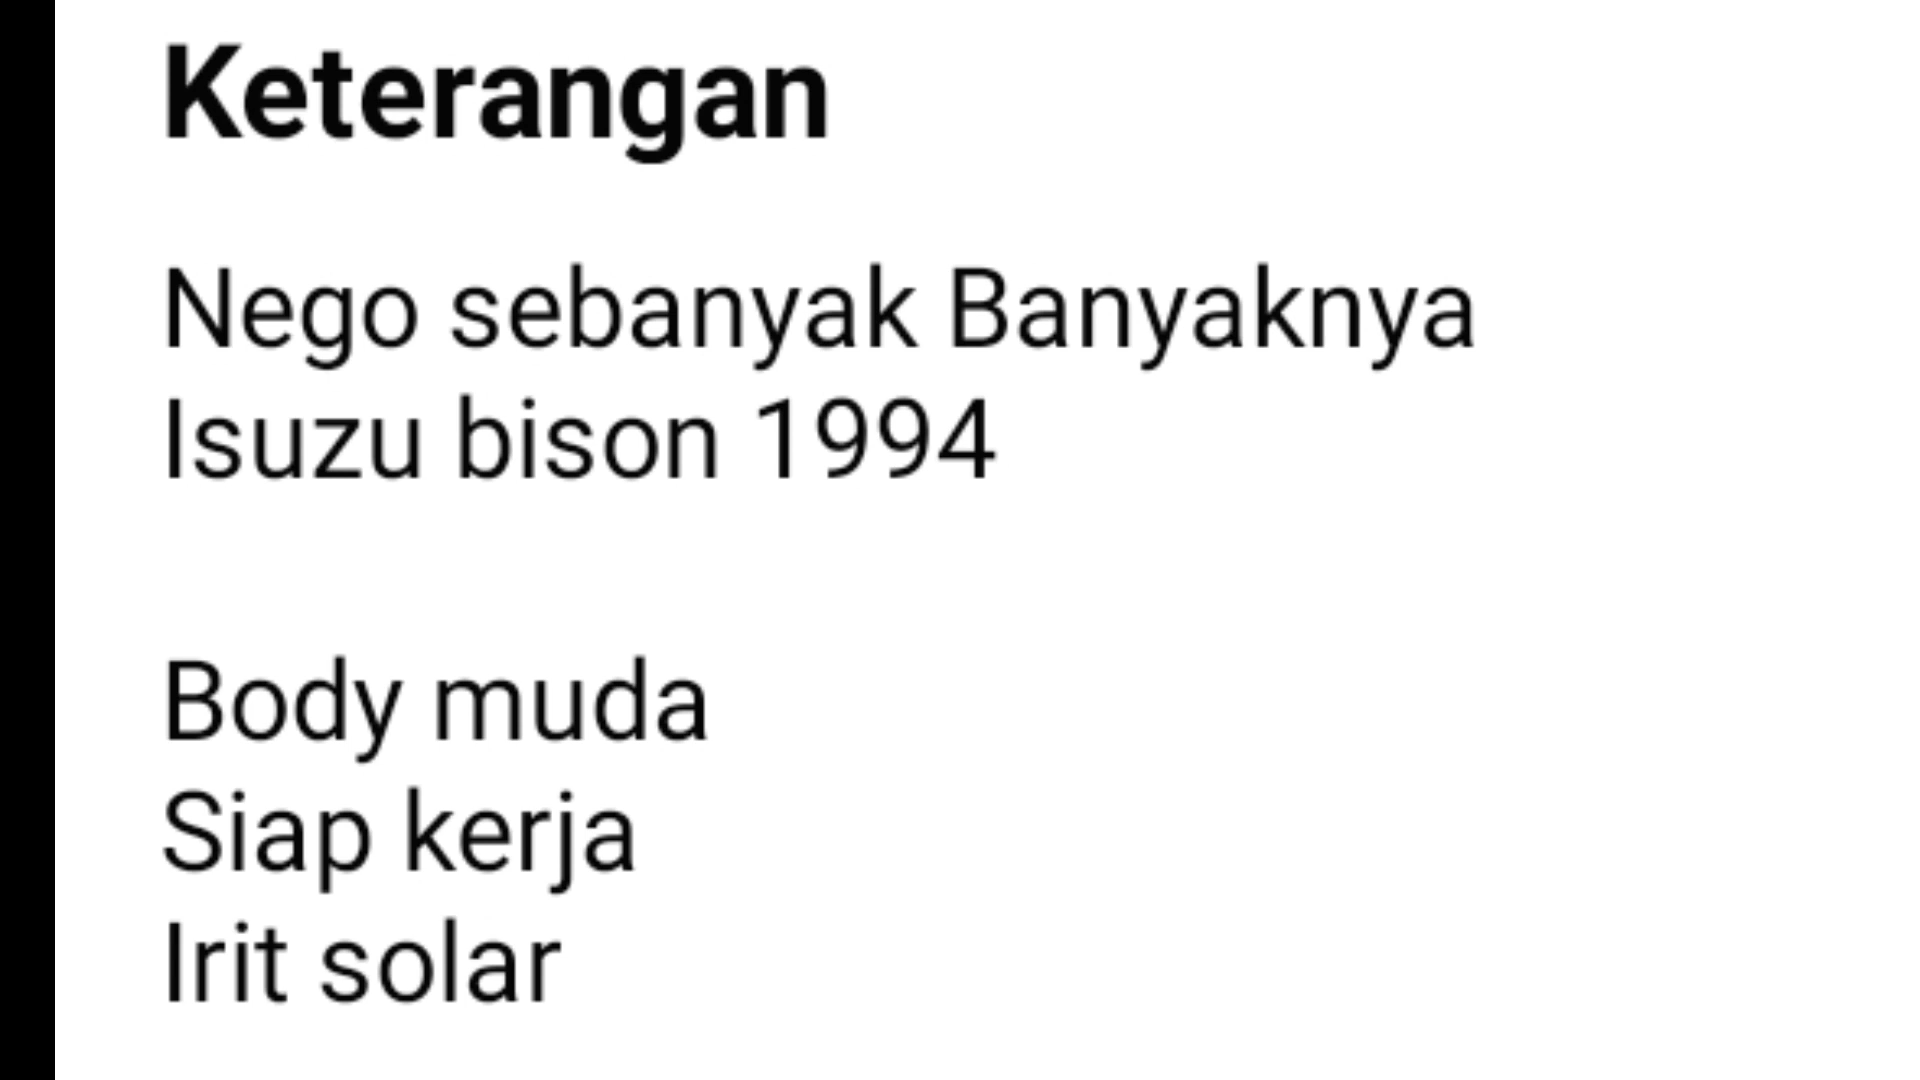 Keterangan
Nego sebanyak Banyaknya
Isuzu bison 1994
Body muda
Siap kerja
Irit solar